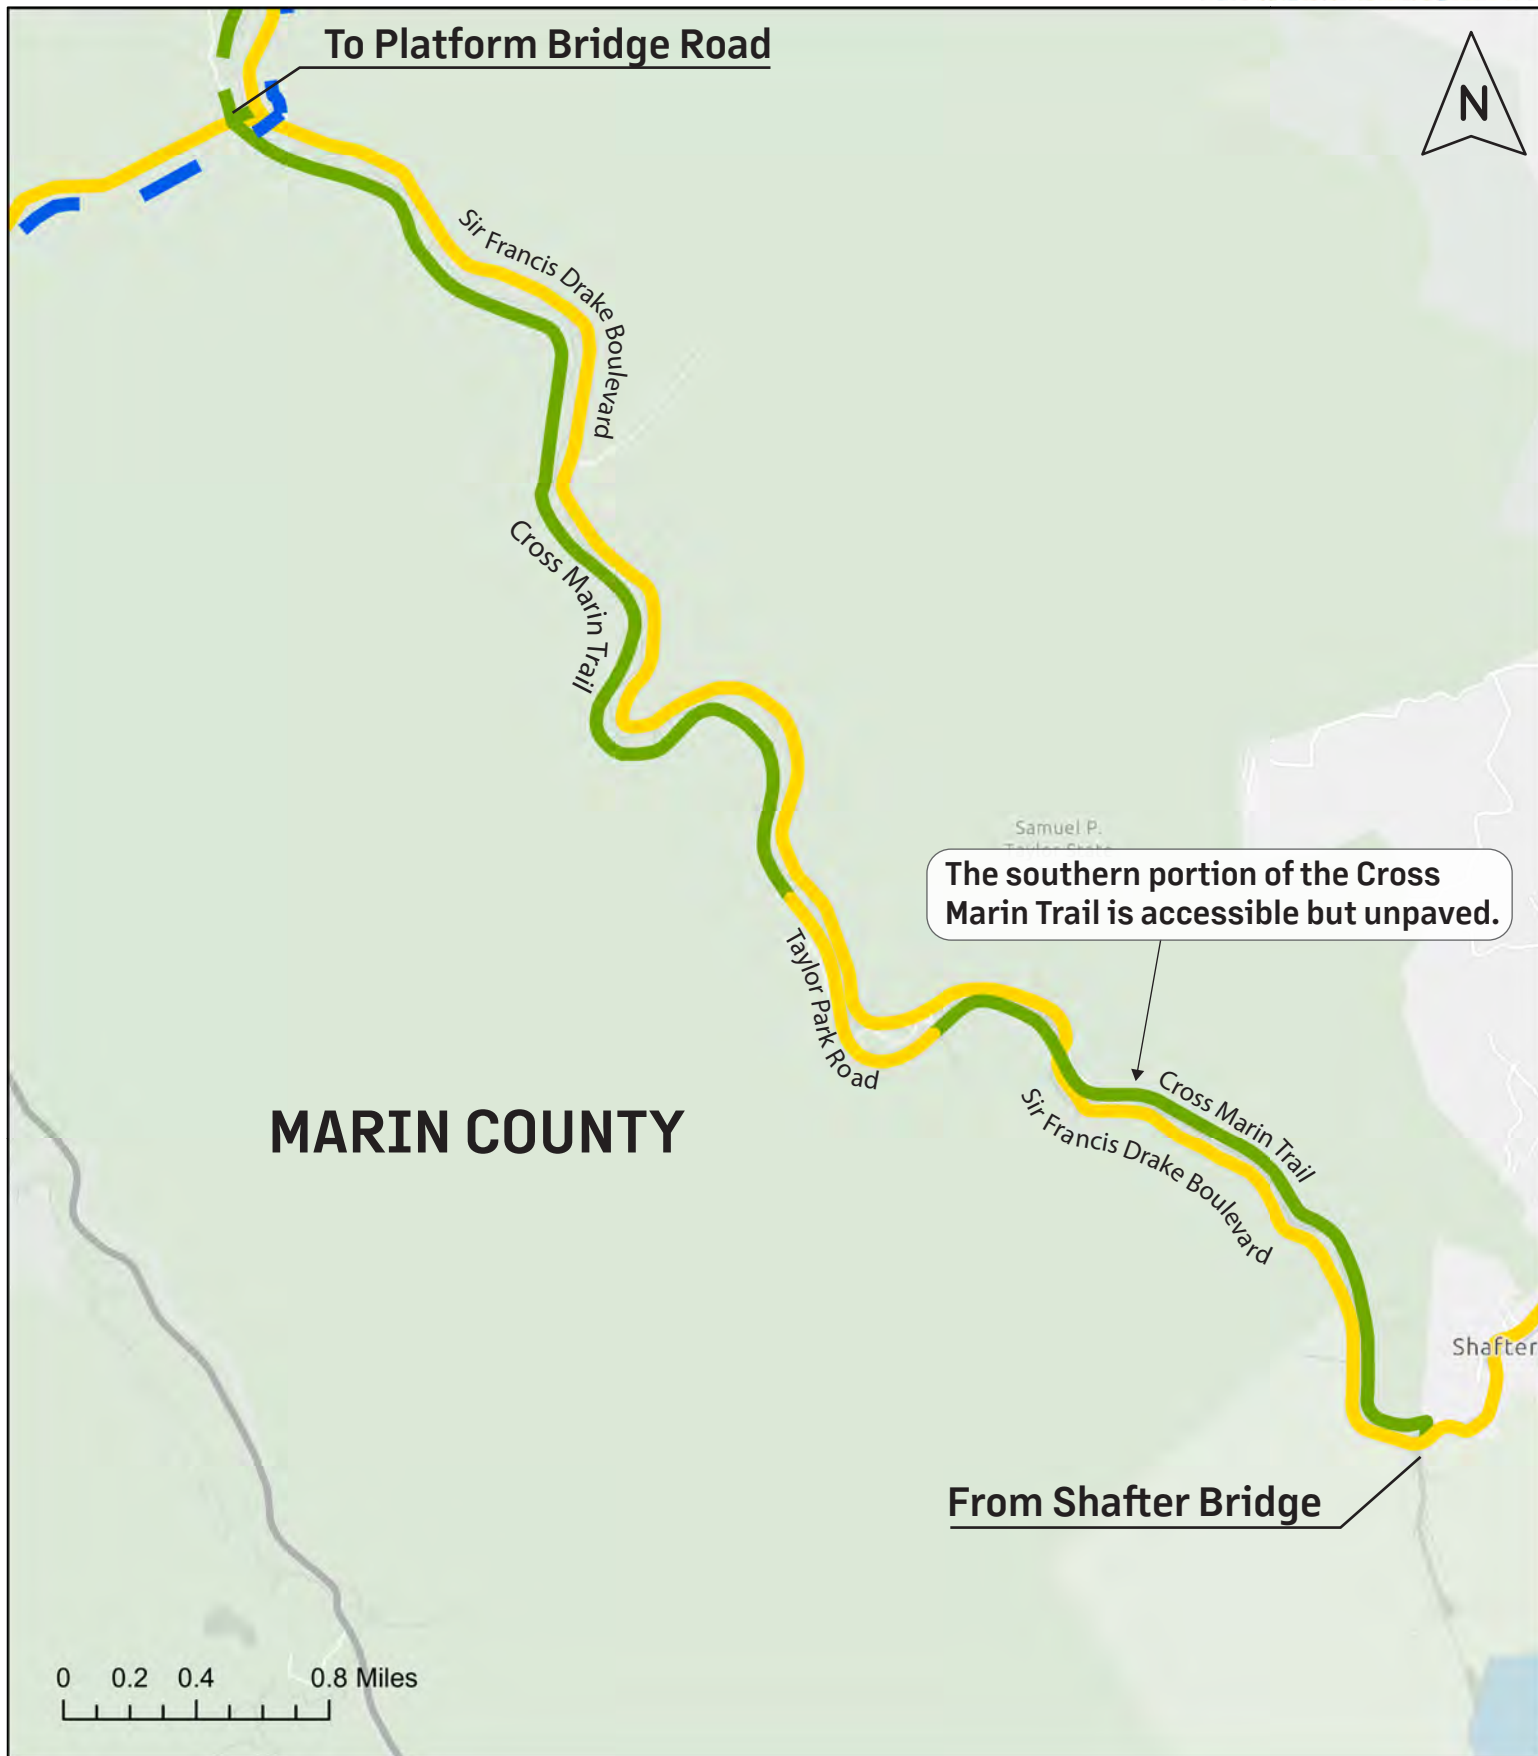 To Platform Bridge Road
N
Sir Francis Drake Boulevard
Cross Marin Trail
Samuel P.
Taylor State
The southern portion of the Cross
Marin Trail is accessible but unpaved.
Taylor Park Road
Cross Marin Trail
Sir Francis Drake Boulevard
MARIN COUNTY
Shafter
From Shafter Bridge
0 0.2 0.4 0.8 Miles